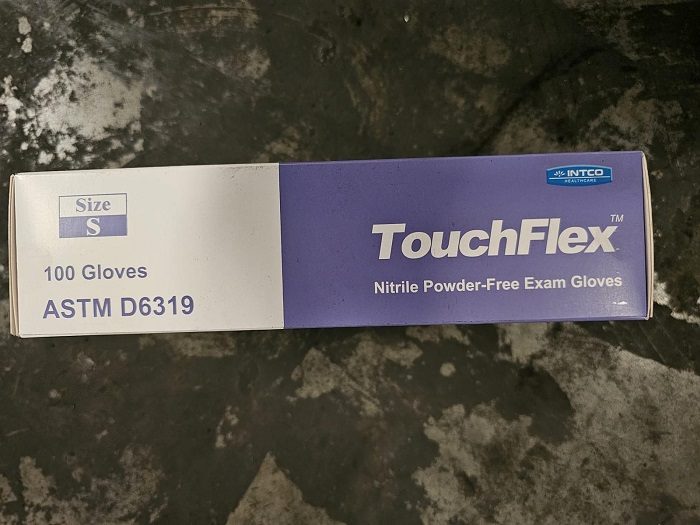 Size
S
100 Gloves
ASTM D6319
INTCO
HEALTHCARE
TouchFlex™
Nitrile Powder-Free Exam Gloves